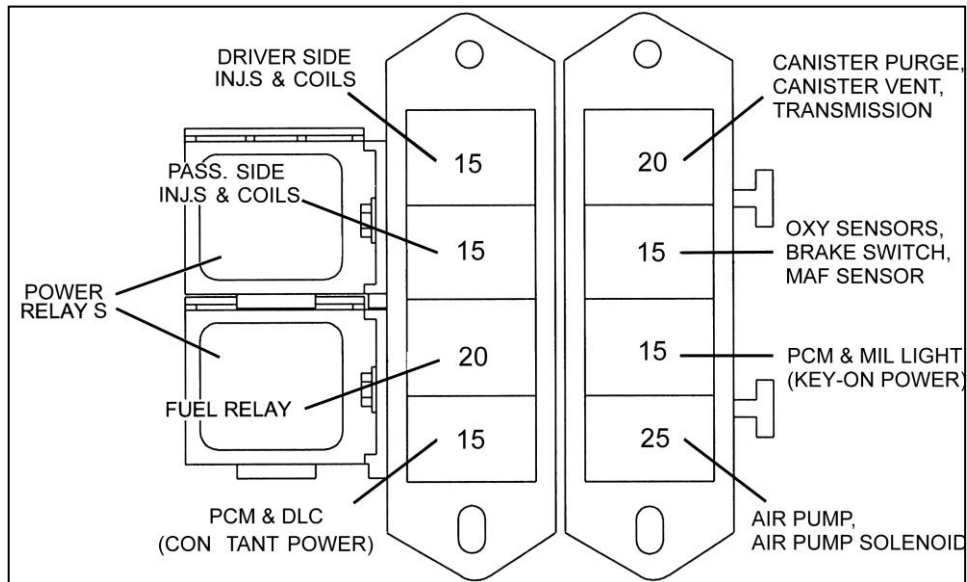 DRIVER SIDE
INJ.S & COILS
PASS. SIDE
INJ.S & COILS
POWER
RELAY S
FUEL RELAY
PCM & DLC
(CON TANT POWER)
15
15
20
15
20
15
15
25
CANISTER PURGE,
CANISTER VENT,
TRANSMISSION
OXY SENSORS,
BRAKE SWITCH,
MAF SENSOR
PCM & MIL LIGHT
(KEY-ON POWER)
AIR PUMP,
AIR PUMP SOLENOID